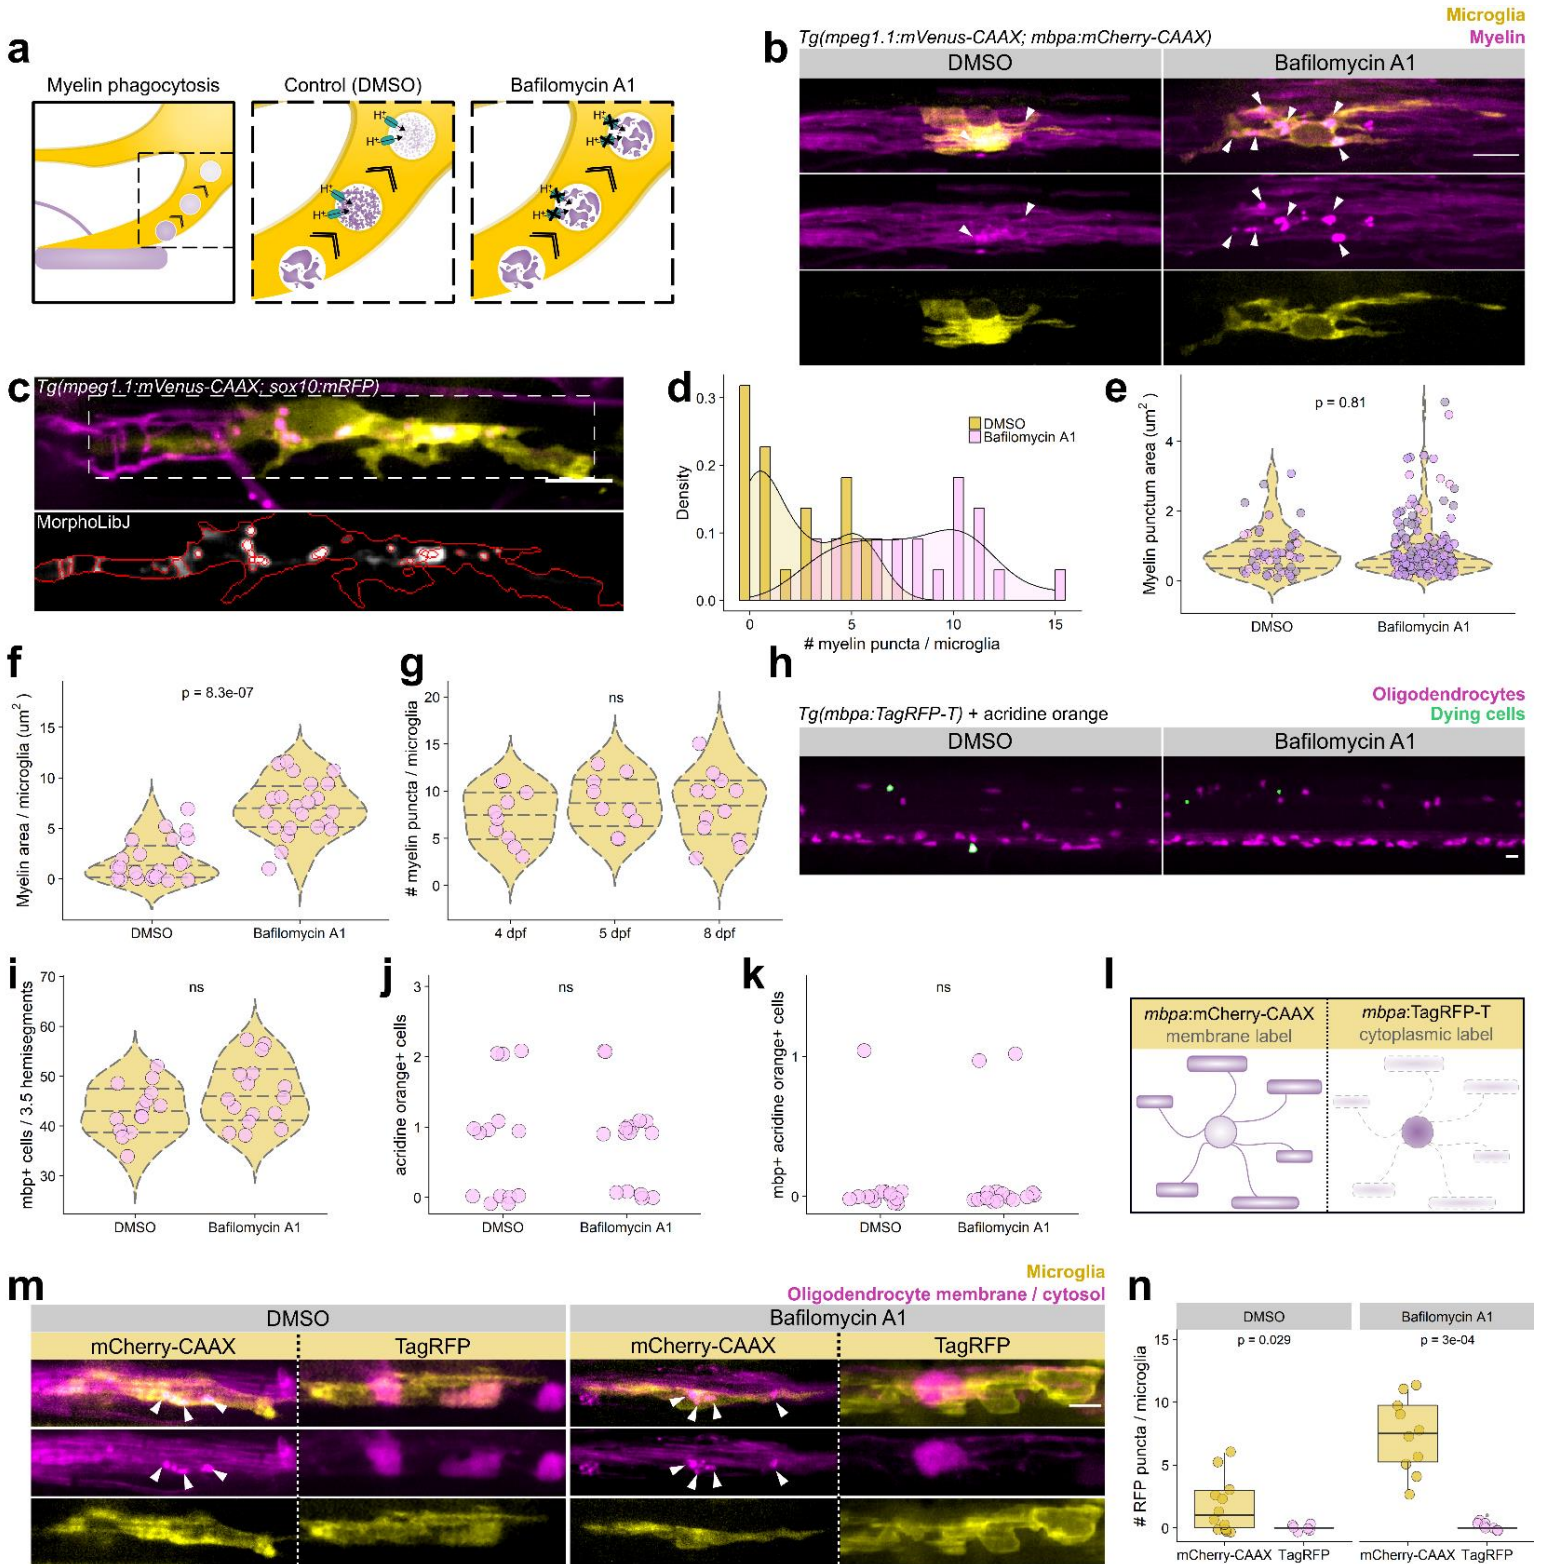 a
Myelin phagocytosis
Control (DMSO)
Bafilomycin A1
H⁺
H⁺
H⁺
H⁺
H⁺
H⁺
H⁺
H⁺
b
Microglia
Myelin
Tg(mpeg1.1:mVenus-CAAX; mbpa:mCherry-CAAX)
DMSO
Bafilomycin A1
c
Tg(mpeg1.1:mVenus-CAAX; sox10:mRFP)
MorphoLibJ
d
Density
0.3
0.2
0.1
0.0
DMSO
Bafilomycin A1
0 5 10 15
# myelin puncta / microglia
e
Myelin punctum area (um²)
4
2
0
p = 0.81
DMSO
Bafilomycin A1
f
Myelin area / microglia (um²)
15
10
5
0
p = 8.3e-07
DMSO
Bafilomycin A1
g
# myelin puncta / microglia
20
15
10
5
0
ns
4 dpf
5 dpf
8 dpf
h
Oligodendrocytes
Dying cells
Tg(mbpa:TagRFP-T) + acridine orange
DMSO
Bafilomycin A1
i
mbp+ cells / 3.5 hemisegments
70
60
50
40
30
ns
DMSO
Bafilomycin A1
j
acridine orange+ cells
3
2
1
0
ns
DMSO
Bafilomycin A1
k
mbp+ acridine orange+ cells
1
0
ns
DMSO
Bafilomycin A1
l
mbpa:mCherry-CAAX
membrane label
mbpa:TagRFP-T
cytoplasmic label
m
Microglia
Oligodendrocyte membrane / cytosol
DMSO
Bafilomycin A1
mCherry-CAAX
TagRFP
mCherry-CAAX
TagRFP
n
# RFP puncta / microglia
15
10
5
0
DMSO
Bafilomycin A1
p = 0.029
p = 3e-04
mCherry-CAAX
TagRFP
mCherry-CAAX
TagRFP